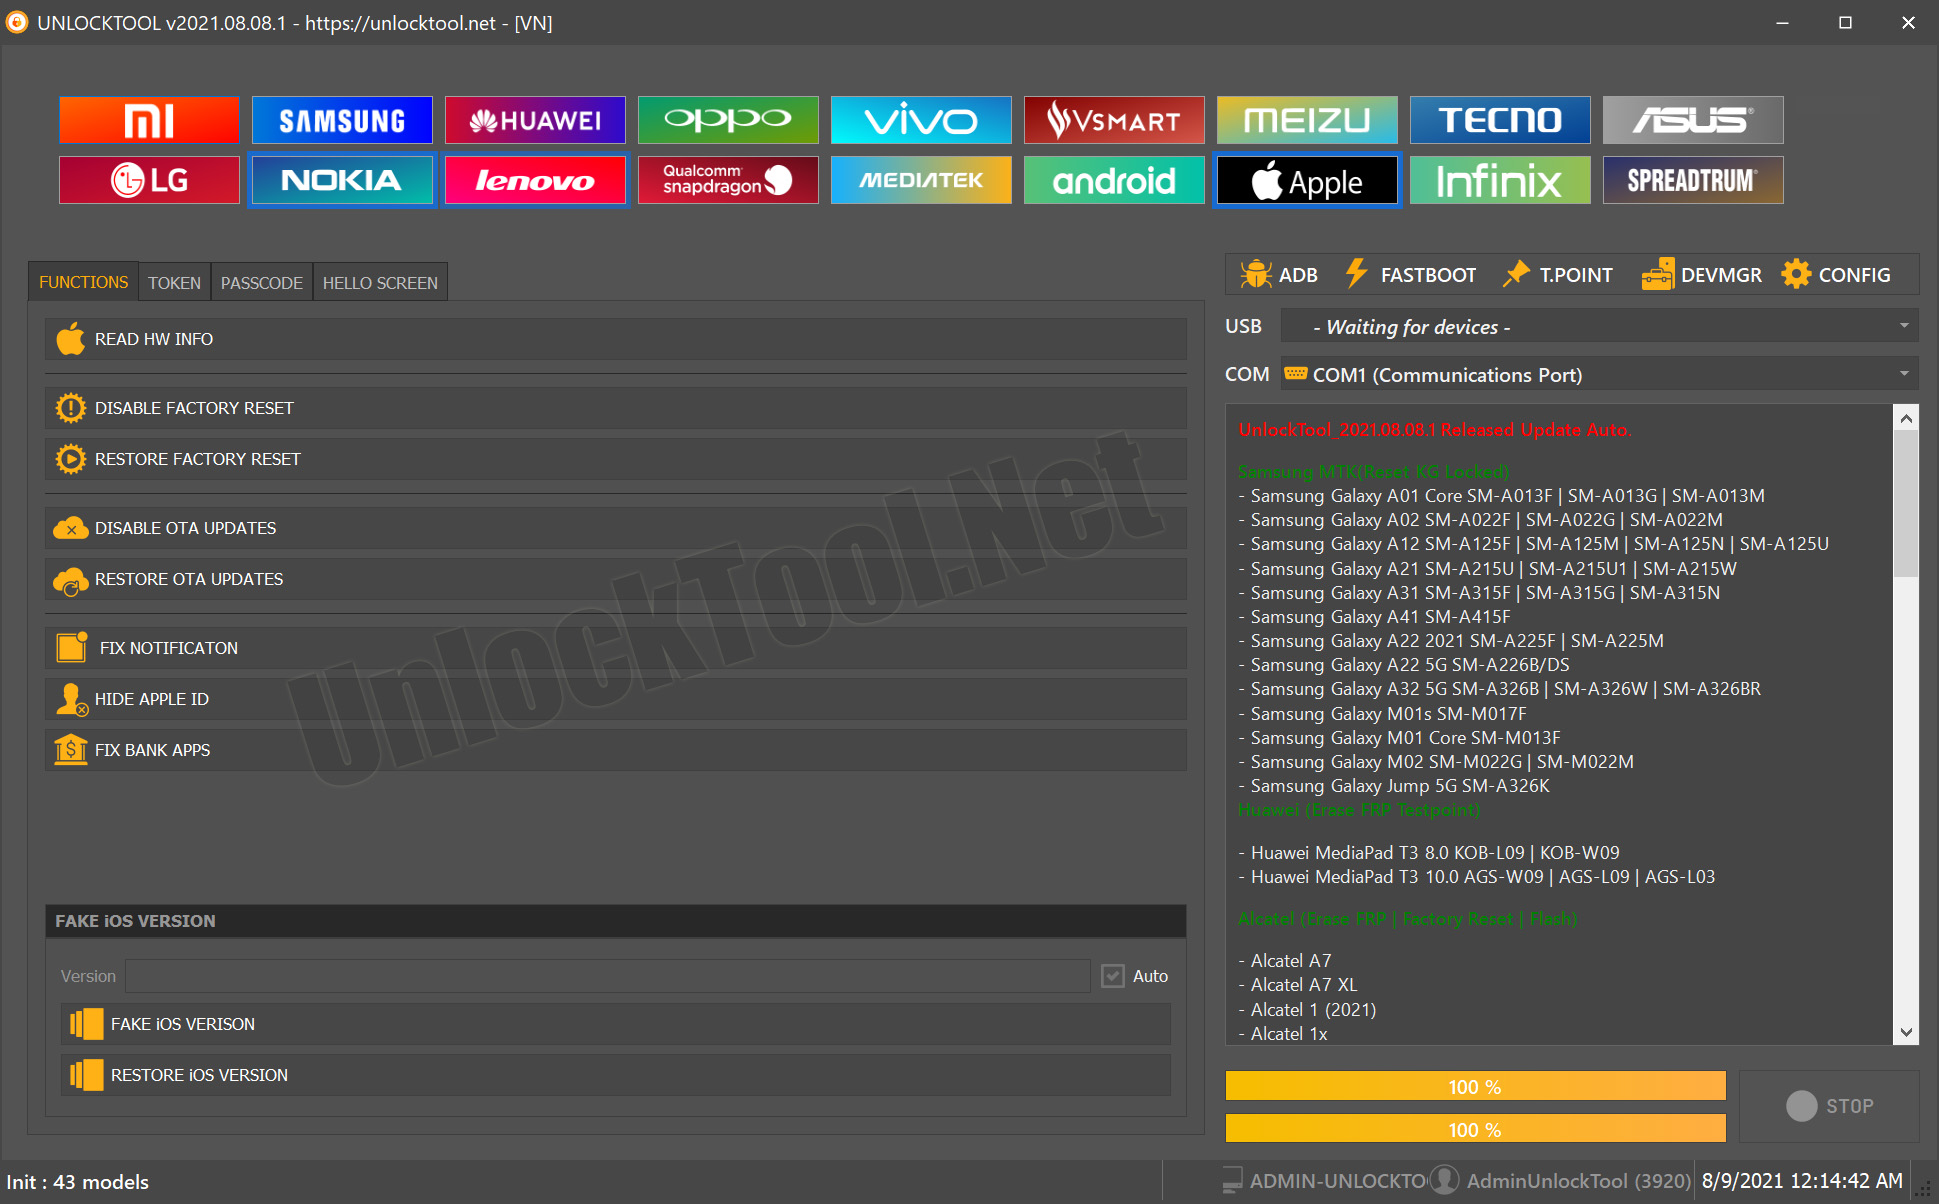 UNLOCKTOOL v2021.08.08.1 - https://unlocktool.net - [VN]
mi
SAMSUNG
HUAWEI
oppo
vivo
VSMART
MEIZU
TECNO
ASUS
LG
NOKIA
lenovo
Qualcomm
snapdragon
MEDIATEK
android
Apple
Infinix
SPREADTRUM
FUNCTIONS
TOKEN
PASSCODE
HELLO SCREEN
READ HW INFO
DISABLE FACTORY RESET
RESTORE FACTORY RESET
DISABLE OTA UPDATES
RESTORE OTA UPDATES
FIX NOTIFICATON
HIDE APPLE ID
FIX BANK APPS
UnlockTool.Net
FAKE iOS VERSION
Version
Auto
FAKE iOS VERISON
RESTORE iOS VERSION
ADB
FASTBOOT
T.POINT
DEVMGR
CONFIG
USB
- Waiting for devices -
COM
COM1 (Communications Port)
UnlockTool_2021.08.08.1 Released Update Auto.
Samsung MTK(Reset KG Locked)
- Samsung Galaxy A01 Core SM-A013F | SM-A013G | SM-A013M
- Samsung Galaxy A02 SM-A022F | SM-A022G | SM-A022M
- Samsung Galaxy A12 SM-A125F | SM-A125M | SM-A125N | SM-A125U
- Samsung Galaxy A21 SM-A215U | SM-A215U1 | SM-A215W
- Samsung Galaxy A31 SM-A315F | SM-A315G | SM-A315N
- Samsung Galaxy A41 SM-A415F
- Samsung Galaxy A22 2021 SM-A225F | SM-A225M
- Samsung Galaxy A22 5G SM-A226B/DS
- Samsung Galaxy A32 5G SM-A326B | SM-A326W | SM-A326BR
- Samsung Galaxy M01s SM-M017F
- Samsung Galaxy M01 Core SM-M013F
- Samsung Galaxy M02 SM-M022G | SM-M022M
- Samsung Galaxy Jump 5G SM-A326K
Huawei (Erase FRP Testpoint)
- Huawei MediaPad T3 8.0 KOB-L09 | KOB-W09
- Huawei MediaPad T3 10.0 AGS-W09 | AGS-L09 | AGS-L03
Alcatel (Erase FRP | Factory Reset | Flash)
- Alcatel A7
- Alcatel A7 XL
- Alcatel 1 (2021)
- Alcatel 1x
100 %
100 %
STOP
Init : 43 models
ADMIN-UNLOCKTO
AdminUnlockTool (3920)
8/9/2021 12:14:42 AM